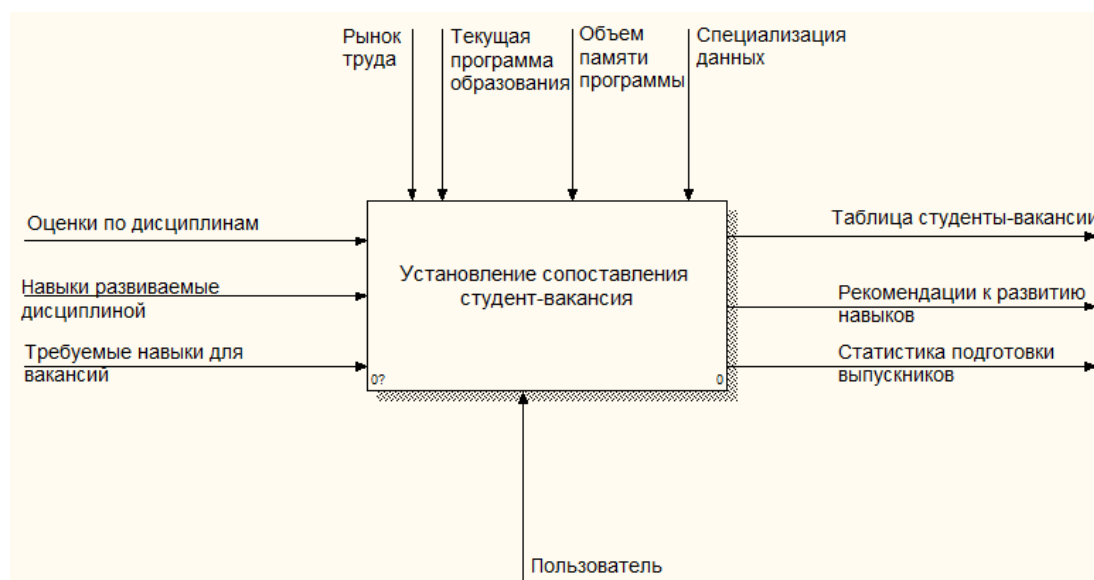 Рынок
труда
Текущая
программа
образования
Объем
памяти
программы
Специализация
данных
Оценки по дисциплинам
Навыки развиваемые
дисциплиной
Требуемые навыки для
вакансий
Установление сопоставления
студент-вакансия
0?
0
Таблица студенты-вакансии
Рекомендации к развитию
навыков
Статистика подготовки
выпускников
Пользователь